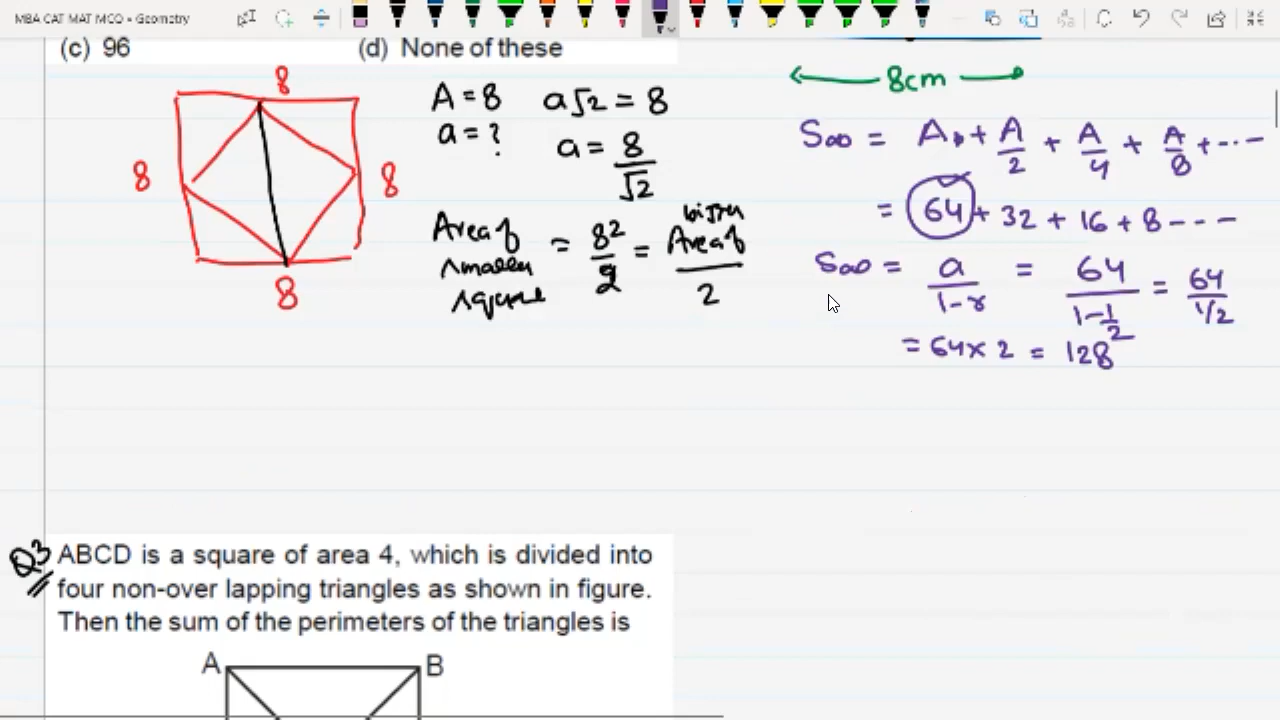 MBA CAT MAT MCQ = Geometry
(c) 96 (d) None of these
8
8
8
8
A = 8 a√2 = 8
a = ? a = 8/√2
Area of smaller square = 8²/2 = bigger Area of/2
8cm
S∞ = A + A/2 + A/4 + A/8 + ----
= 64 + 32 + 16 + 8 ----
S∞ = a/1-r = 64/1-1/2 = 64/1/2
= 64 x 2 = 128
Q3 ABCD is a square of area 4, which is divided into
four non-over lapping triangles as shown in figure.
Then the sum of the perimeters of the triangles is
A B